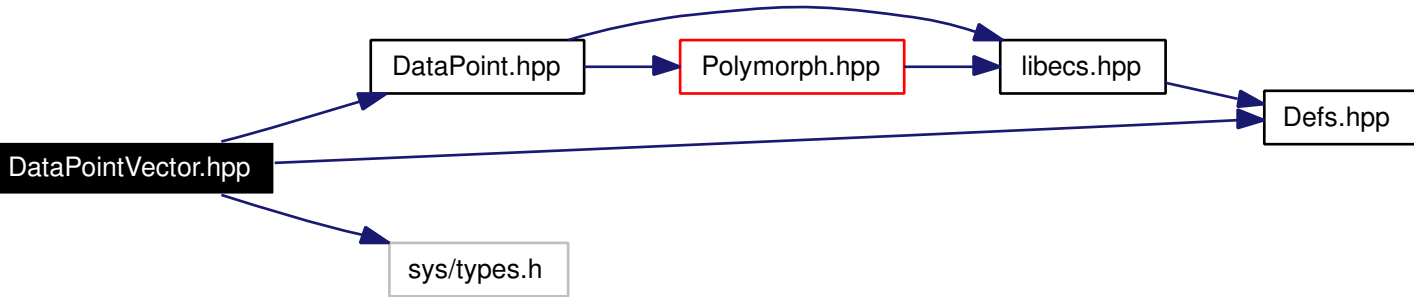 DataPoint.hpp
Polymorph.hpp
libecs.hpp
Defs.hpp
DataPointVector.hpp
sys/types.h